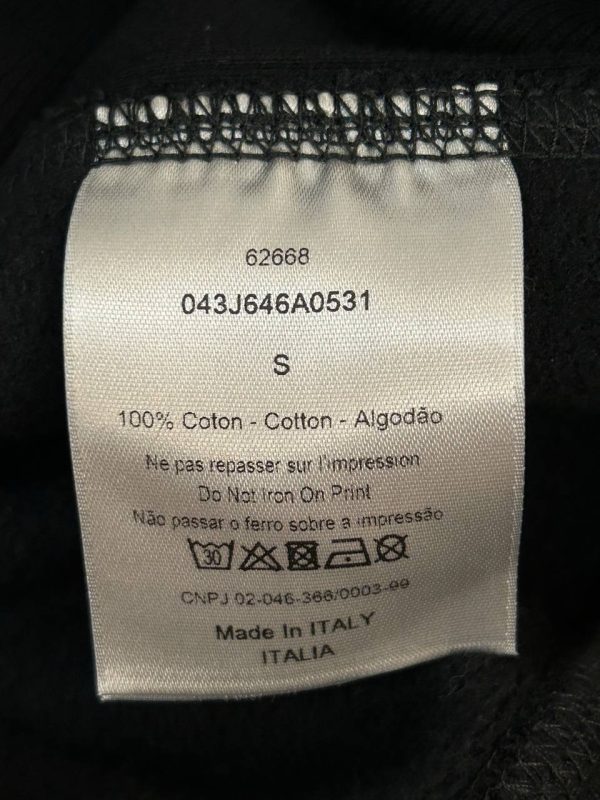 62668
043J646A0531
S
100% Coton - Cotton - Algodão
Ne pas repasser sur l'impression
Do Not Iron On Print
Não passar o ferro sobre a impressão
30
CNPJ 02-046-366/0003-99
Made In ITALY
ITALIA